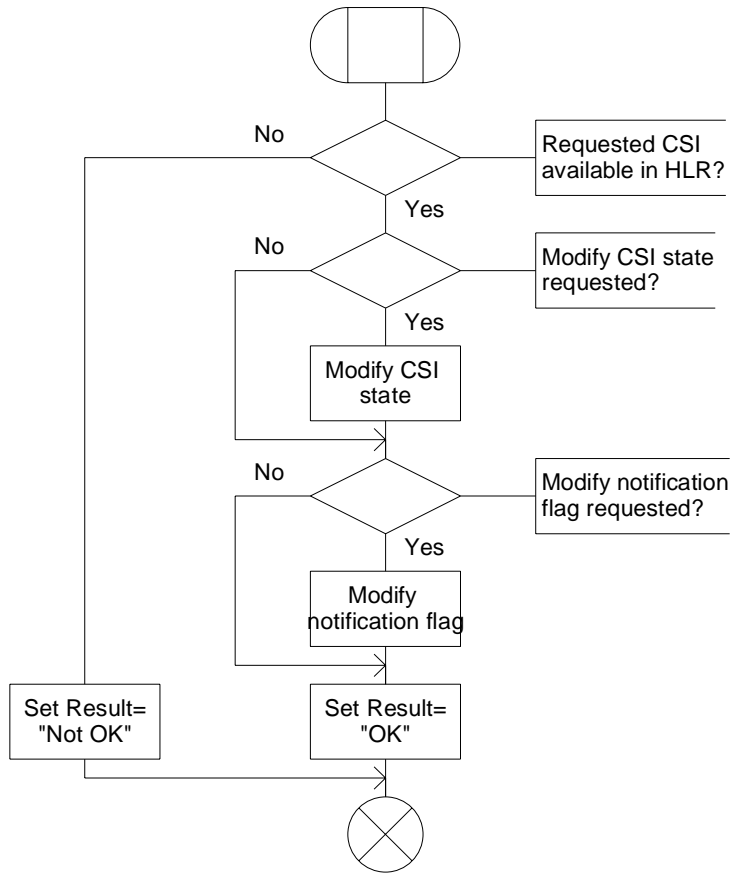 No
Requested CSI
available in HLR?
Yes
No
Modify CSI state
requested?
Yes
Modify CSI
state
No
Modify notification
flag requested?
Yes
Modify
notification flag
Set Result=
"Not OK"
Set Result=
"OK"